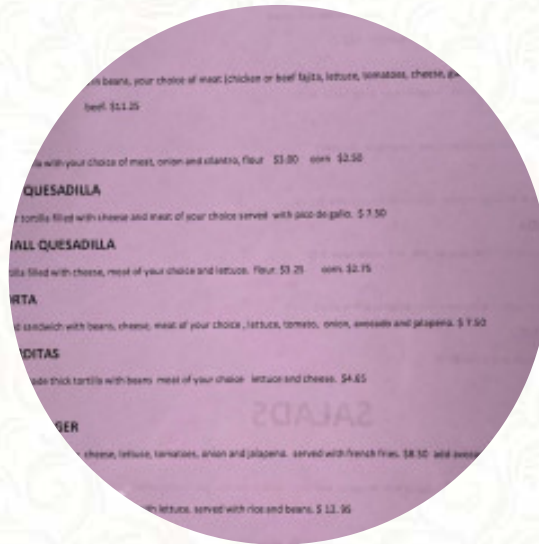 beans, your choice of meat (chicken or beef fajita, lettuce, tomatoes, cheese,
beef. $11.25
with your choice of meat, onion and cilantro, flour $3.00 corn $2.50
QUESADILLA
tortilla filled with cheese and meat of your choice served with pico de gallo. $ 7.50
ALL QUESADILLA
filled with cheese, meat of your choice and lettuce. flour $3.25 corn $2.75
RTA
sandwich with beans, cheese, meat of your choice, lettuce, tomato, onion, avocado and jalapeno. $ 7.50
DITAS
thick tortilla with beans meat of your choice lettuce and cheese. $4.65
SALADS
GER
cheese, lettuce, tomatoes, onion and jalapeno. served with french fries. $8.50 add
lettuce, served with rice and beans. $ 13.95